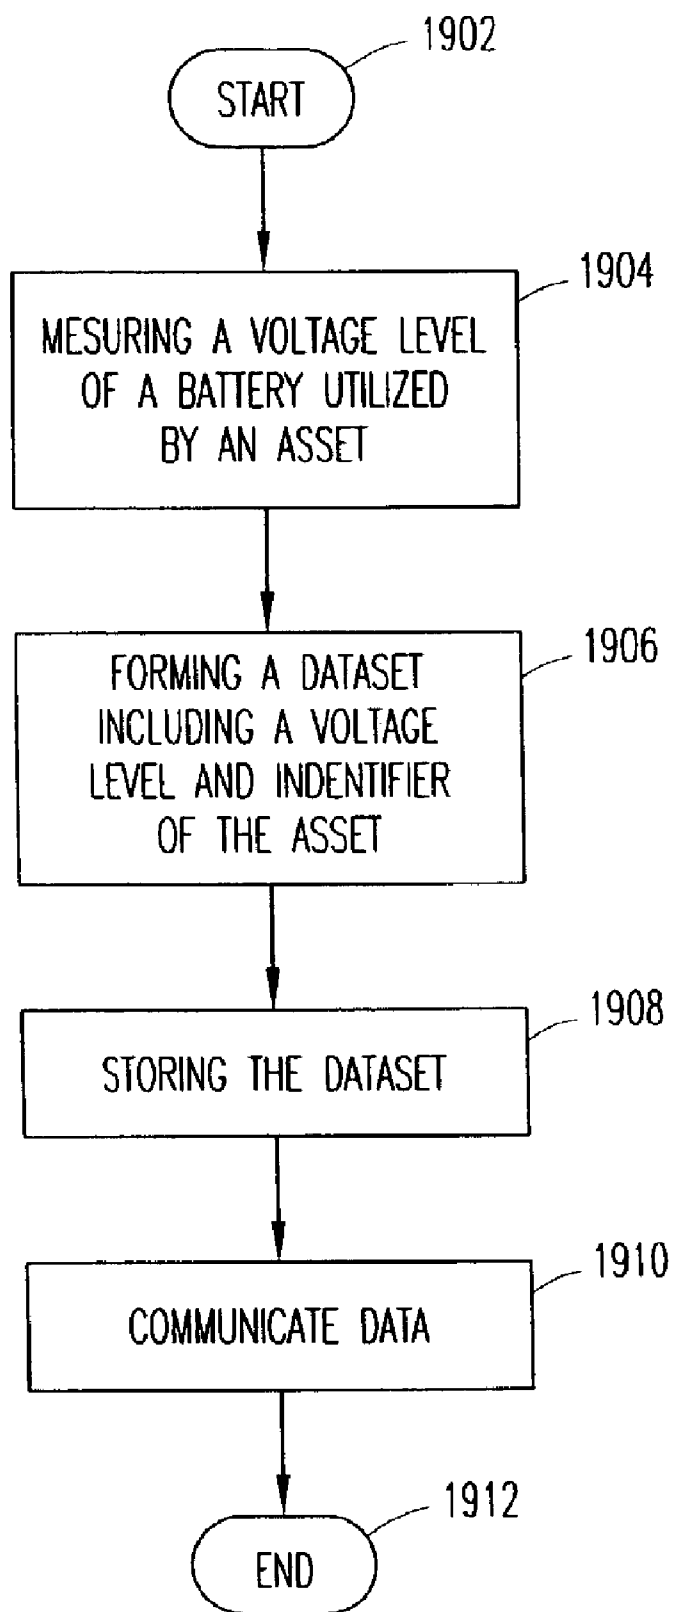 1902
START
1904
MESURING A VOLTAGE LEVEL
OF A BATTERY UTILIZED
BY AN ASSET
1906
FORMING A DATASET
INCLUDING A VOLTAGE
LEVEL AND INDENTIFIER
OF THE ASSET
1908
STORING THE DATASET
1910
COMMUNICATE DATA
1912
END